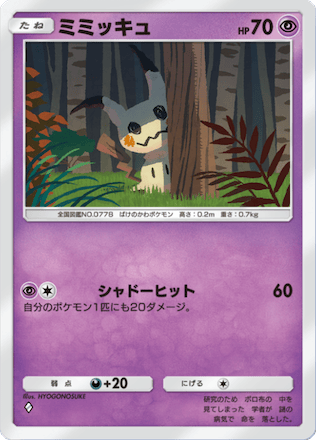 たね ミミッキュ HP70
全国図鑑NO.0778 ばけのかわポケモン 高さ:0.2m 重さ:0.7kg
シャドーヒット 60
自分のポケモン1匹にも20ダメージ。
弱点 +20 にげる
illus. HYOGONOSUKE
研究のため ボロ布の 中を
見てしまった 学者が 謎の
病気で 命を 落とした。